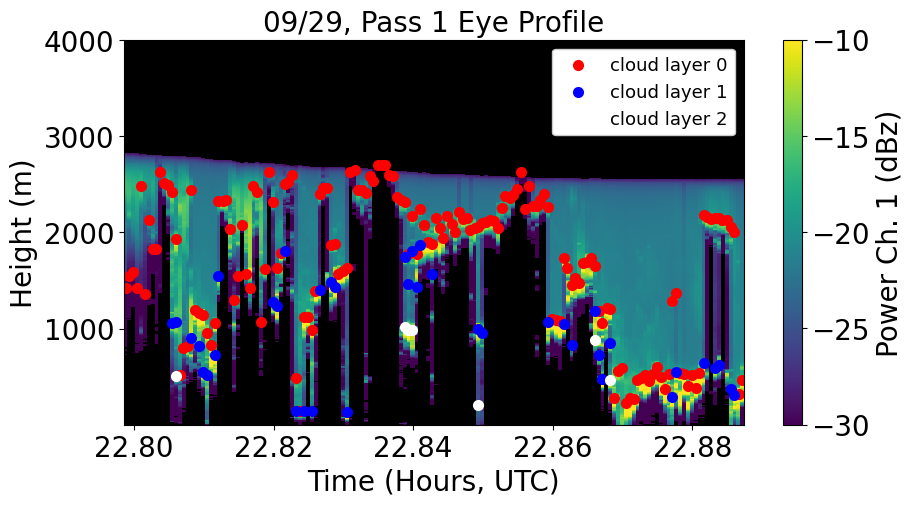 09/29, Pass 1 Eye Profile
4000
3000
2000
1000
Height (m)
22.80
22.82
22.84
22.86
22.88
Time (Hours, UTC)
cloud layer 0
cloud layer 1
cloud layer 2
−10
−15
−20
−25
−30
Power Ch. 1 (dBz)